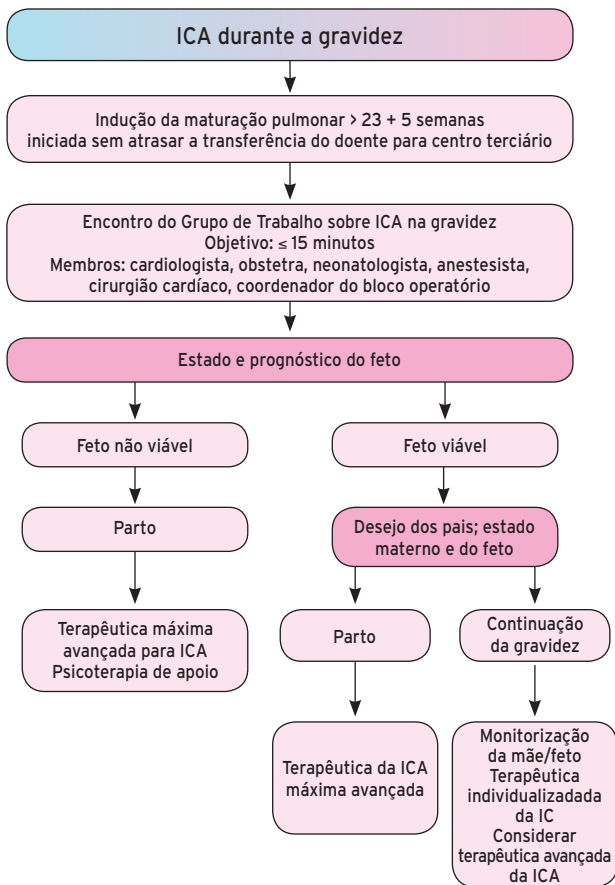 ICA durante a gravidez
Indução da maturação pulmonar > 23 + 5 semanas
iniciada sem atrasar a transferência do doente para centro terciário
Encontro do Grupo de Trabalho sobre ICA na gravidez
Objetivo: ≤ 15 minutos
Membros: cardiologista, obstetra, neonatologista, anestesista,
cirurgião cardíaco, coordenador do bloco operatório
Estado e prognóstico do feto
Feto não viável
Feto viável
Parto
Desejo dos pais; estado
materno e do feto
Terapêutica máxima
avançada para ICA
Psicoterapia de apoio
Parto
Continuação
da gravidez
Terapêutica da ICA
máxima avançada
Monitorização
da mãe/feto
Terapêutica
individualizadada
da IC
Considerar
terapêutica avançada
da ICA